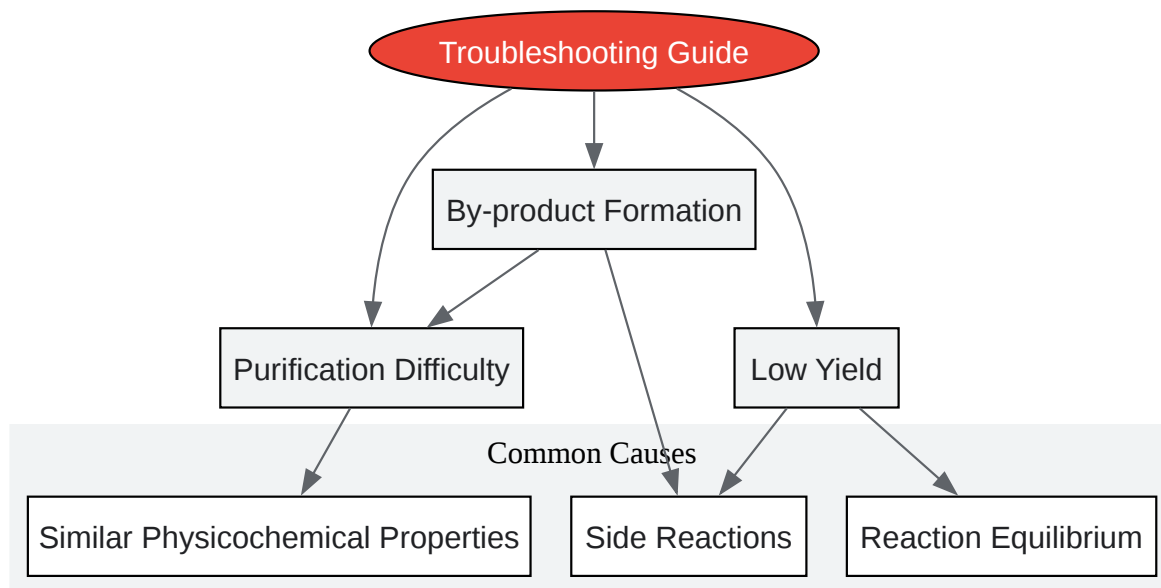 Troubleshooting Guide
By-product Formation
Purification Difficulty
Low Yield
Common Causes
Similar Physicochemical Properties
Side Reactions
Reaction Equilibrium